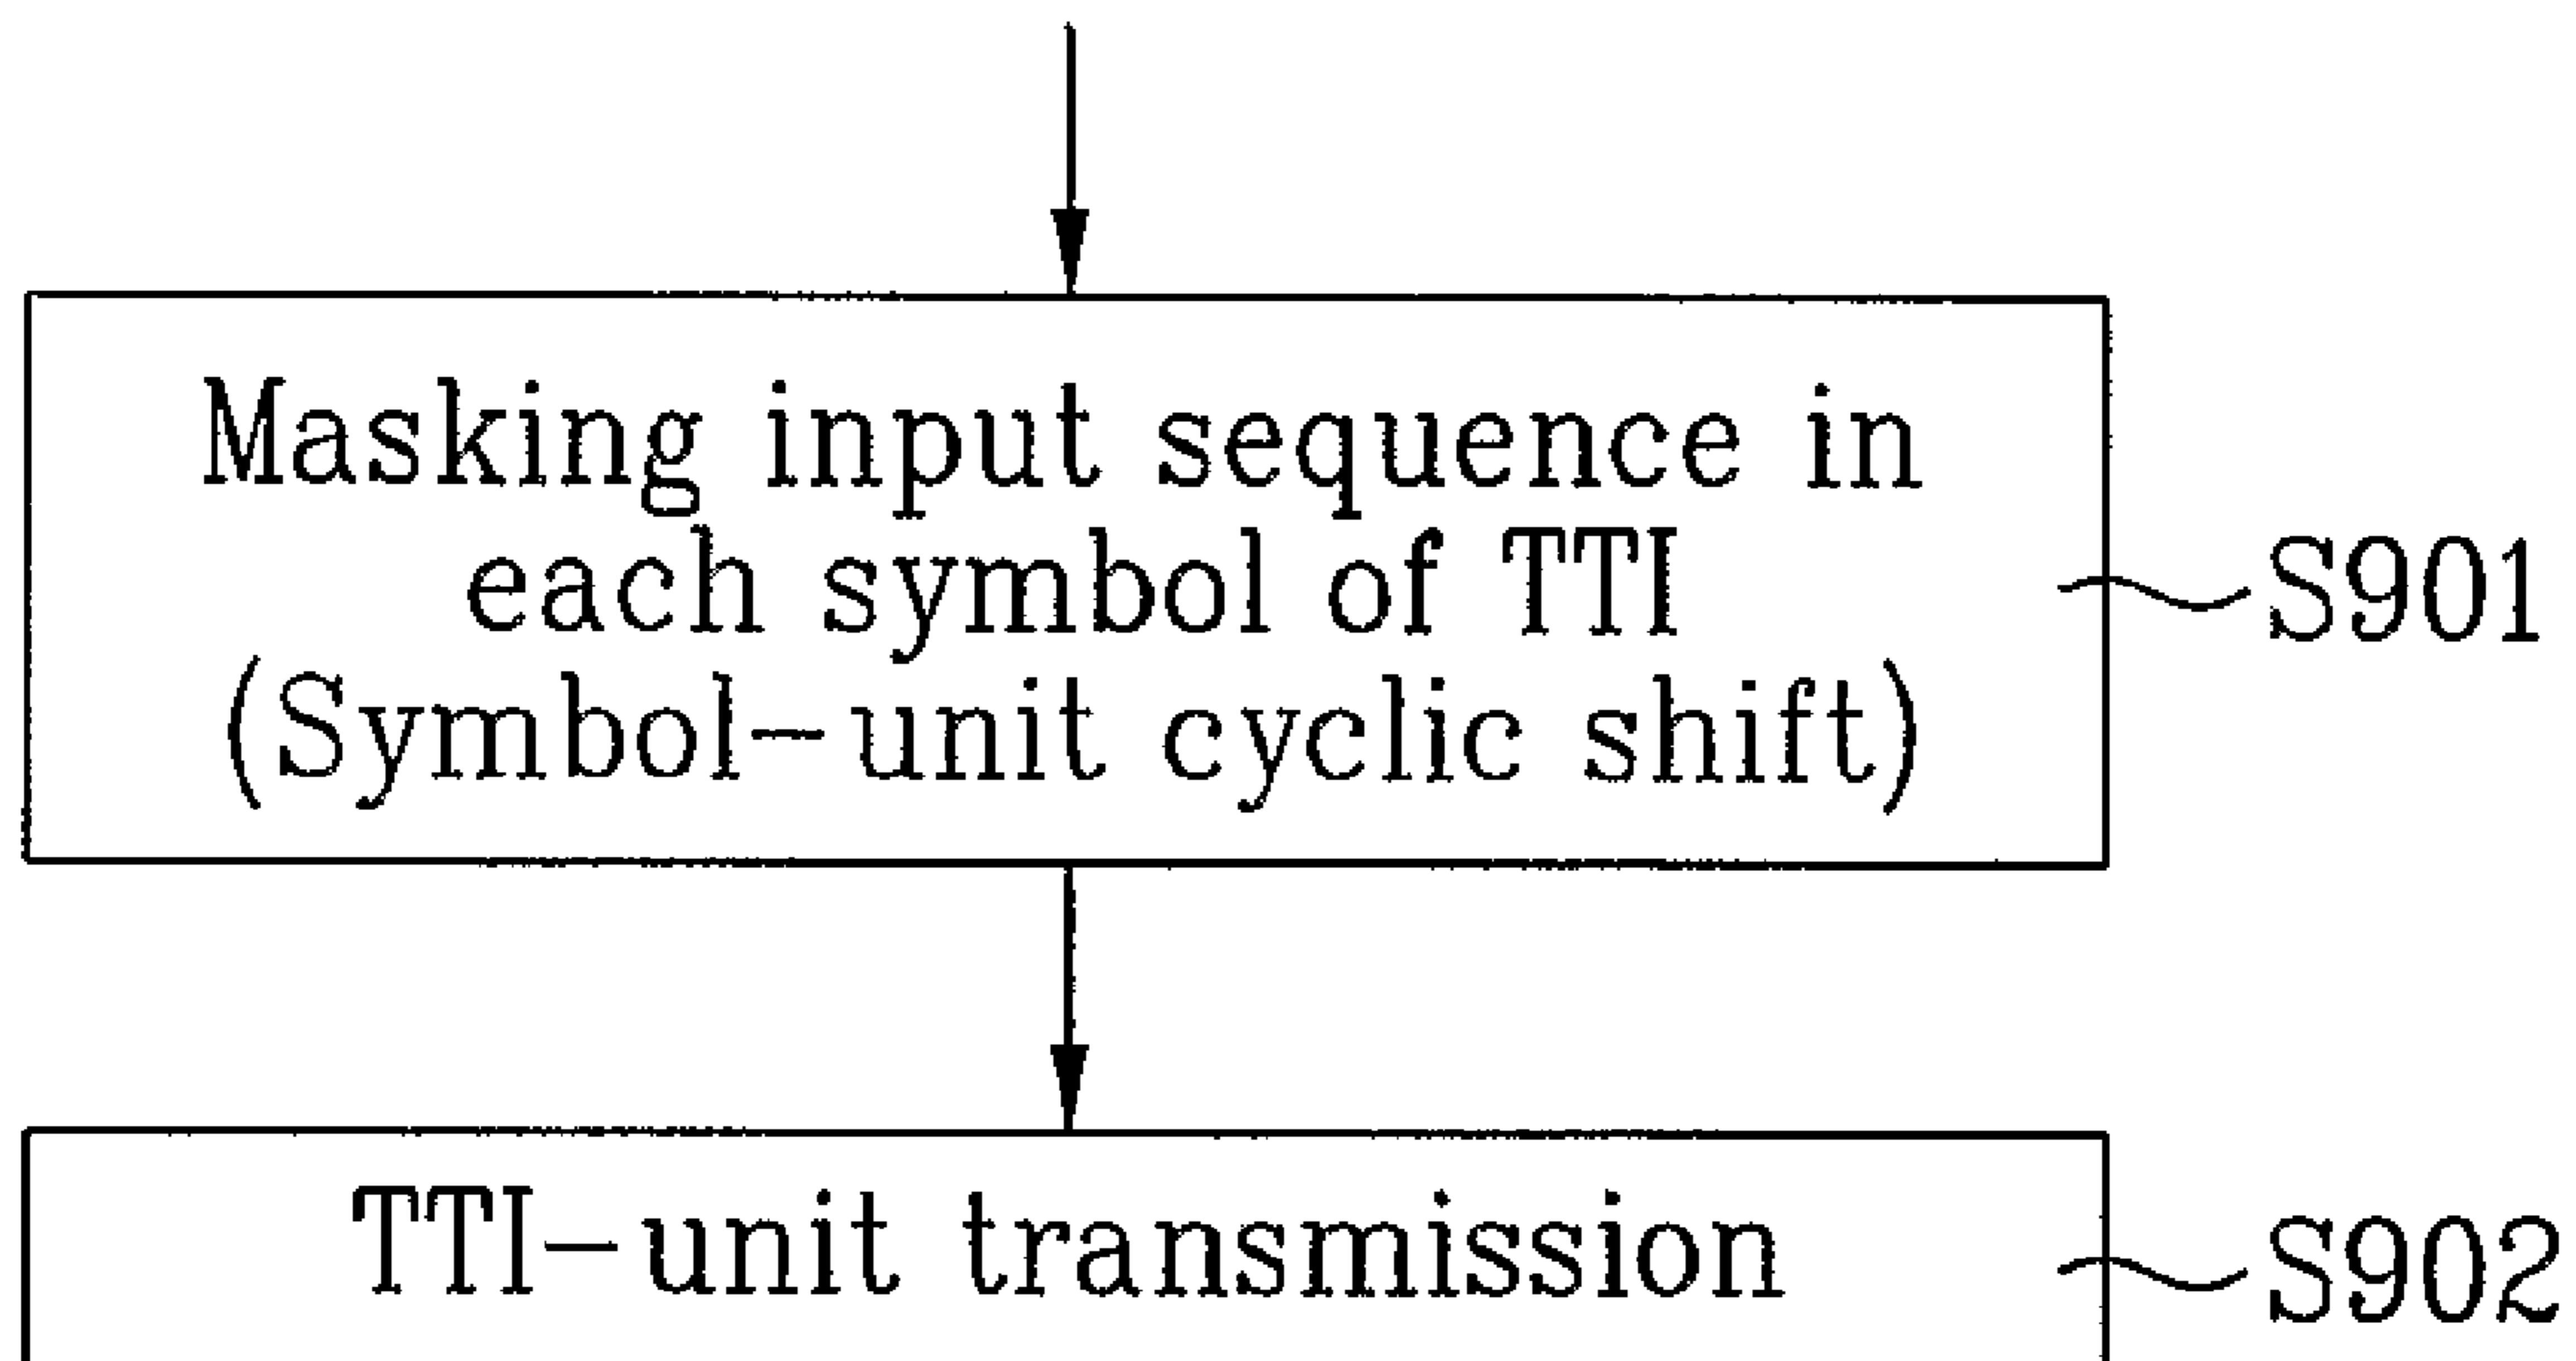 Masking input sequence in
each symbol of TTI
(Symbol-unit cyclic shift)
S901
TTI-unit transmission
S902